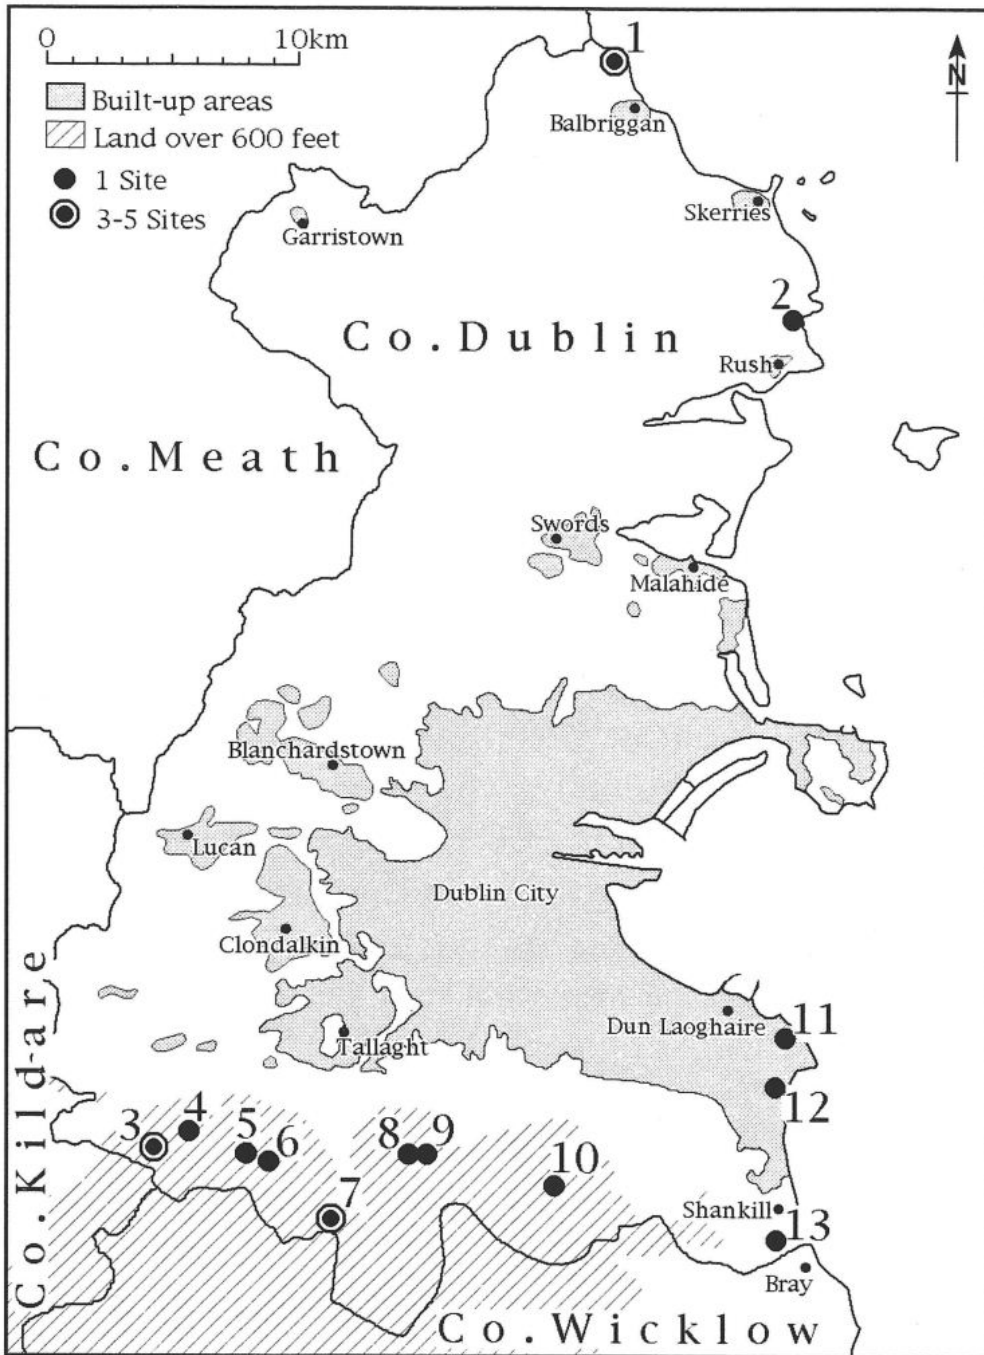 0 10km
N
Built-up areas
Land over 600 feet
1 Site
3-5 Sites
1
Balbriggan
Skerries
Garristown
2
Co. Dublin
Rush
Co. Meath
Swords
Malahide
Blanchardstown
Lucan
Dublin City
Clondalkin
Dun Laoghaire
11
Tallaght
12
Co. Kild-are
3
4
5
6
7
8
9
10
Shankill
13
Bray
Co. Wicklow